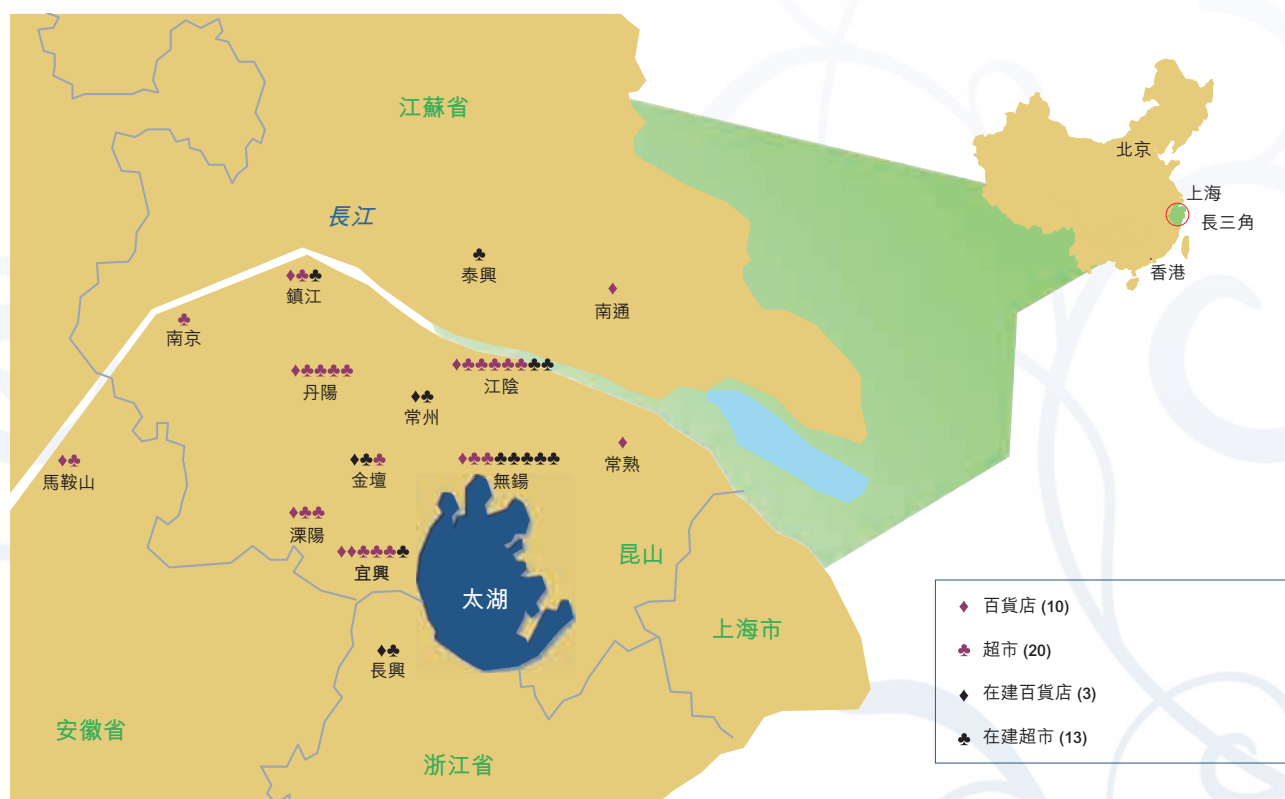 江蘇省
長江
泰興
鎮江
南通
南京
丹陽
江陰
常州
常熟
馬鞍山
金壇
無錫
溧陽
宜興
昆山
太湖
上海市
長興
安徽省
浙江省
北京
上海
長三角
香港
♦ 百貨店 (10)
♣ 超市 (20)
♦ 在建百貨店 (3)
♣ 在建超市 (13)